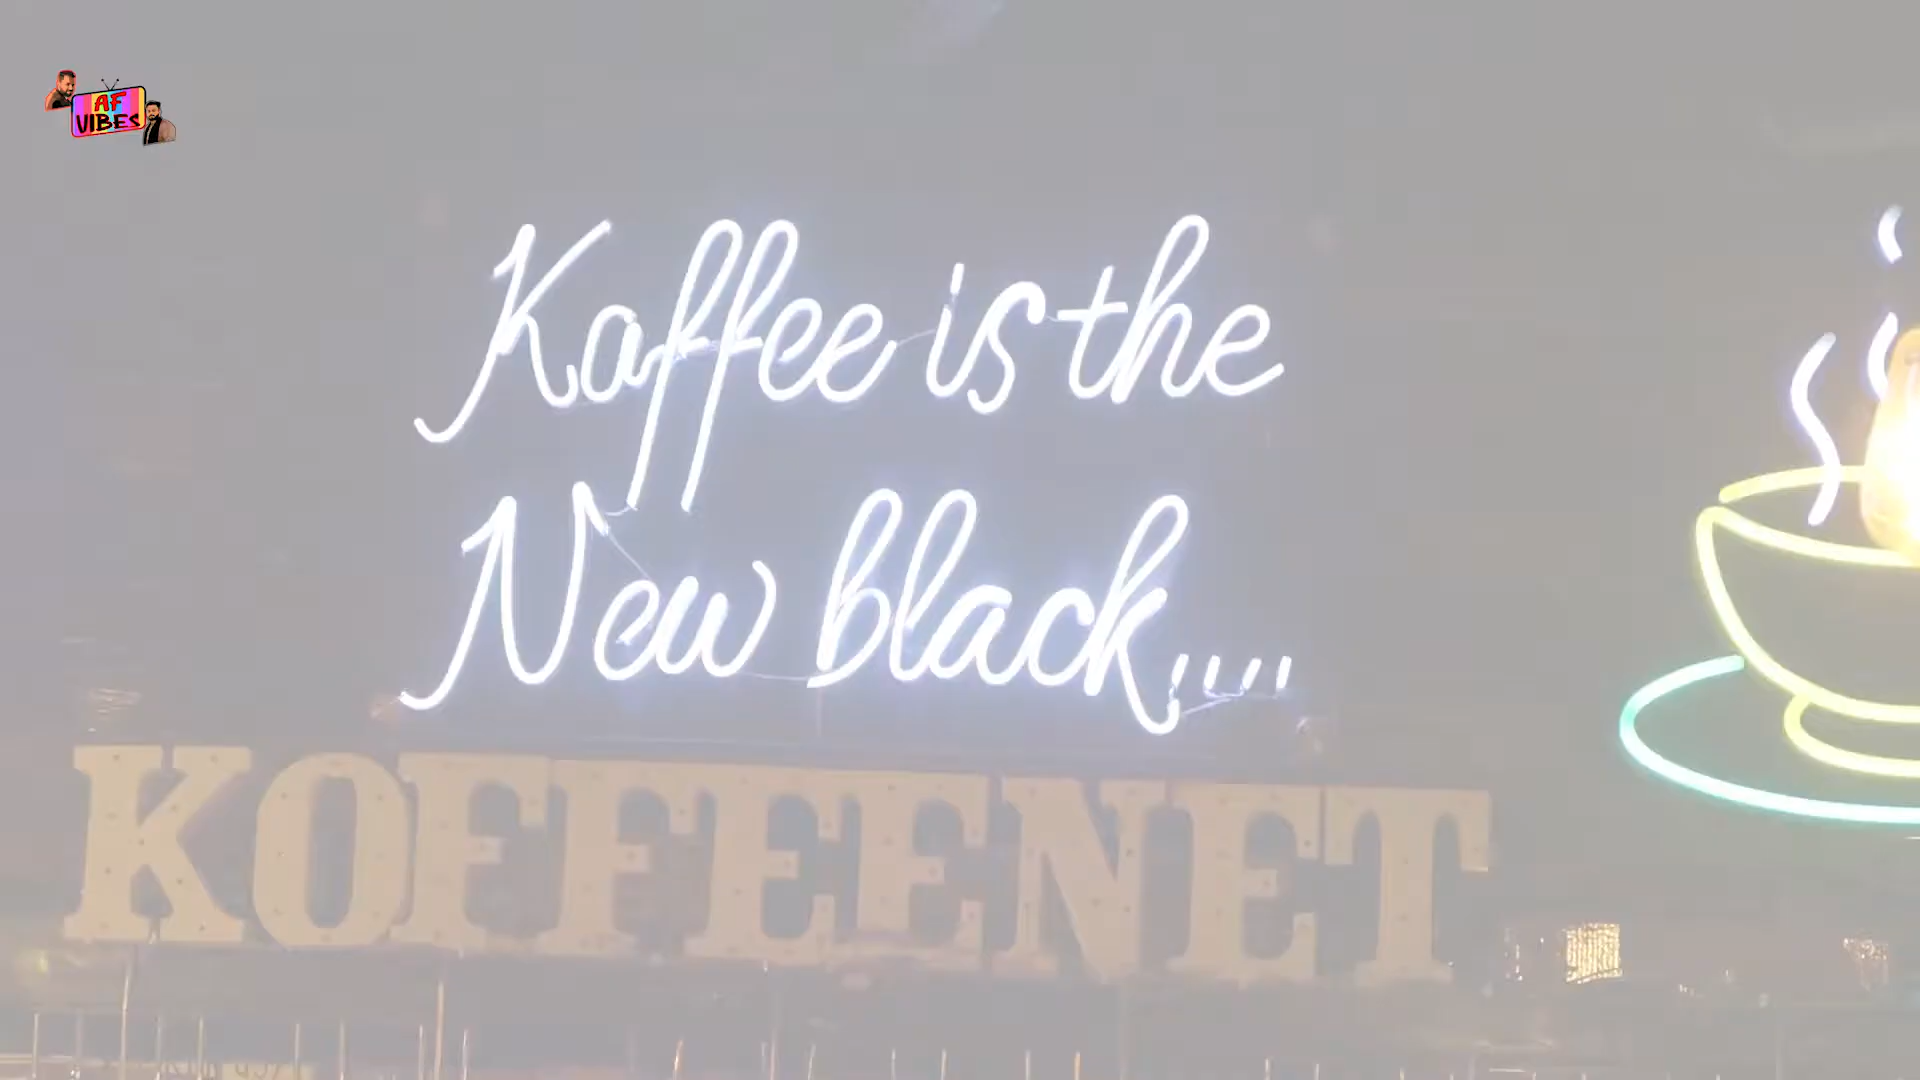 AF
VIBES
Kaffee is the
New black....
KOFFEENET